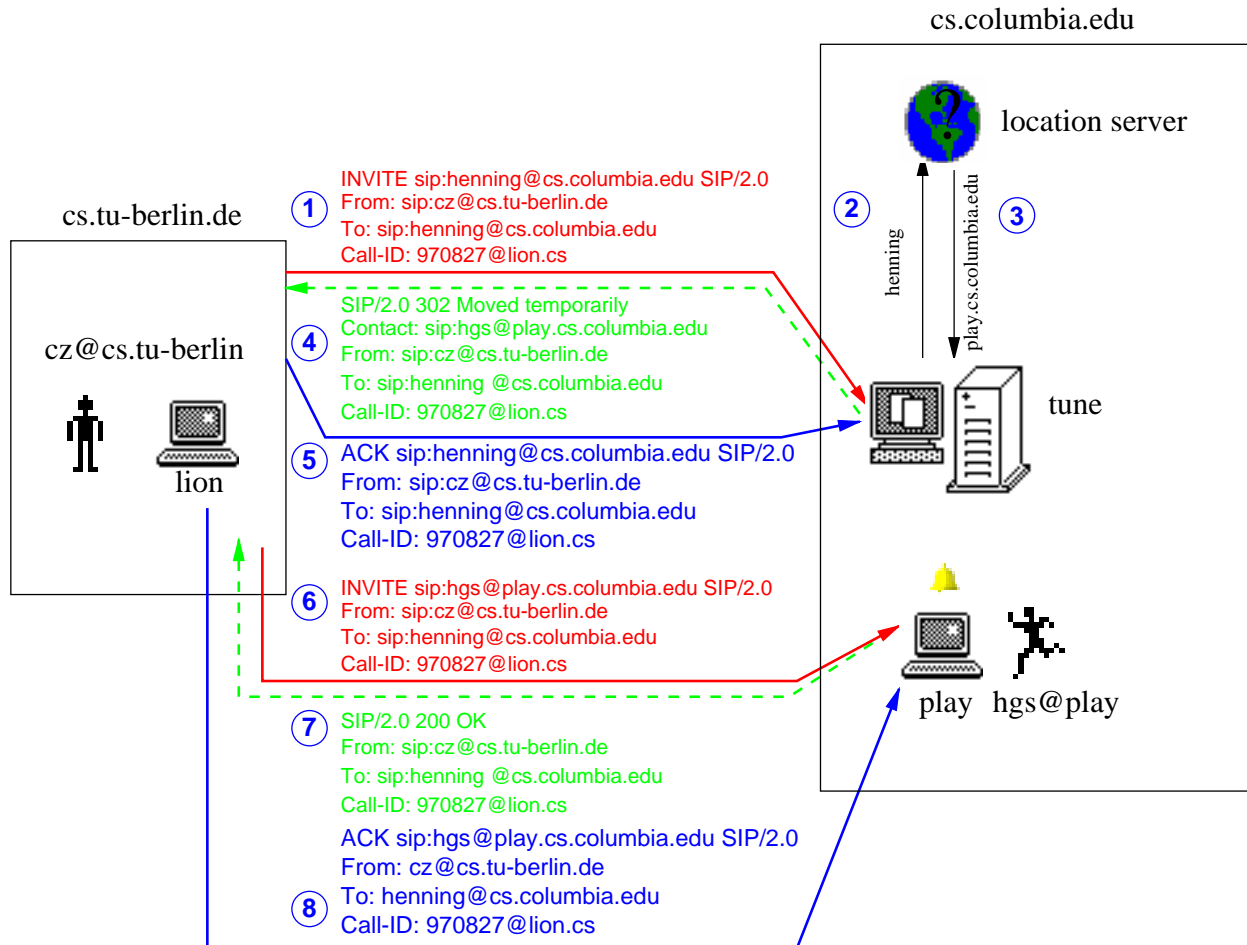 cs.columbia.edu
location server
INVITE sip:henning@cs.columbia.edu SIP/2.0
1
From: sip:cz@cs.tu-berlin.de
To: sip:henning@cs.columbia.edu
Call-ID: 970827@lion.cs
2
henning
play.cs.columbia.edu
3
cs.tu-berlin.de
SIP/2.0 302 Moved temporarily
4
Contact: sip:hgs@play.cs.columbia.edu
From: sip:cz@cs.tu-berlin.de
To: sip:henning @cs.columbia.edu
Call-ID: 970827@lion.cs
cz@cs.tu-berlin
lion
tune
5
ACK sip:henning@cs.columbia.edu SIP/2.0
From: sip:cz@cs.tu-berlin.de
To: sip:henning@cs.columbia.edu
Call-ID: 970827@lion.cs
6
INVITE sip:hgs@play.cs.columbia.edu SIP/2.0
From: sip:cz@cs.tu-berlin.de
To: sip:henning@cs.columbia.edu
Call-ID: 970827@lion.cs
play
hgs@play
7
SIP/2.0 200 OK
From: sip:cz@cs.tu-berlin.de
To: sip:henning @cs.columbia.edu
Call-ID: 970827@lion.cs
ACK sip:hgs@play.cs.columbia.edu SIP/2.0
From: cz@cs.tu-berlin.de
8
To: henning@cs.columbia.edu
Call-ID: 970827@lion.cs
?